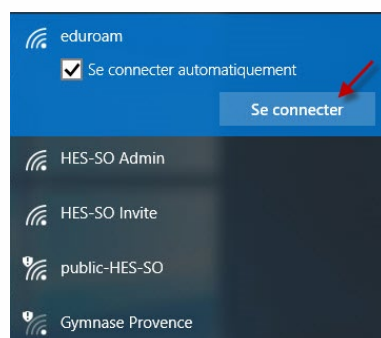 eduroam
Se connecter automatiquement
Se connecter
HES-SO Admin
HES-SO Invite
public-HES-SO
Gymnase Provence